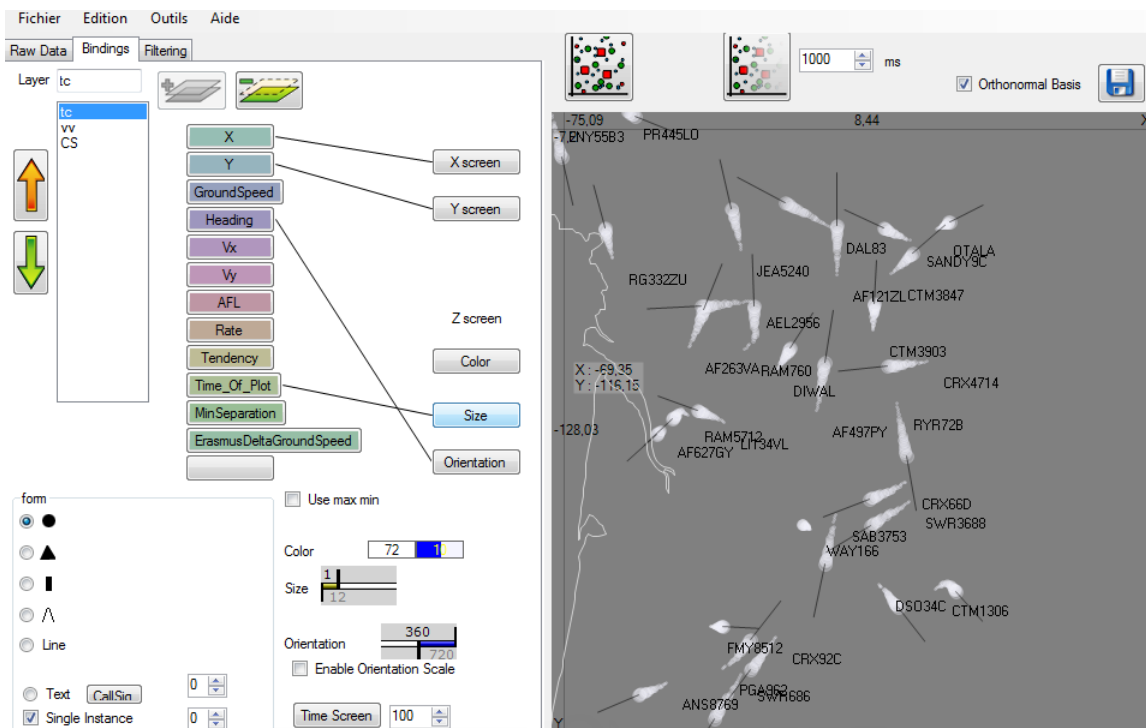 Fichier Edition Outils Aide
Raw Data Bindings Filtering
Layer tc
tc
vv
CS
X
Y
GroundSpeed
Heading
Vx
Vy
AFL
Rate
Tendency
Time_Of_Plot
MinSeparation
ErasmusDeltaGroundSpeed
X screen
Y screen
Z screen
Color
Size
Orientation
form
Line
Text CallSig 0
Single Instance 0
Use max min
Color 72
Size 1
12
Orientation 360
720
Enable Orientation Scale
Time Screen 100
1000 ms
Orthonormal Basis
-75,09 8,44 X
PR445LO
DAL83
OTALA
SANDY9C
RG332ZU
JEA5240
AF121ZL
CTM3847
AEL2956
CTM3903
X : -69,35
Y : -116,15
AF263VA
RAM760
DIWAL
CRX4714
-128,03
RAM5712
LIT34VL
AF497PY
RYR72B
AF627GY
CRX66D
SWR3688
SAB3753
WAY166
DSO34C
CTM1306
FMY8512
CRX92C
PGA962
SWR686
ANS8769
Y